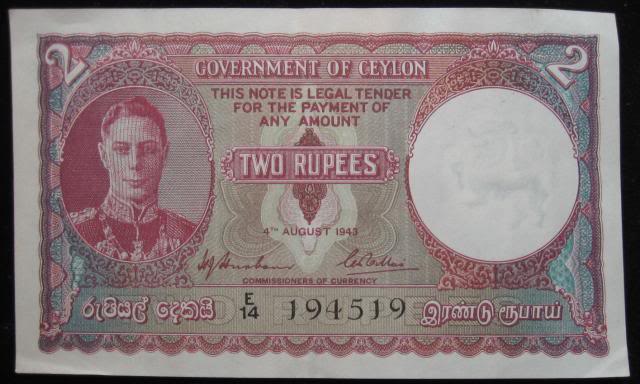 2 GOVERNMENT OF CEYLON 2
THIS NOTE IS LEGAL TENDER
FOR THE PAYMENT OF
ANY AMOUNT
TWO RUPEES
4TH AUGUST 1943
COMMISSIONERS OF CURRENCY
රුපියල් දෙකයි E/14 194519 இரண்டு ரூபாய்